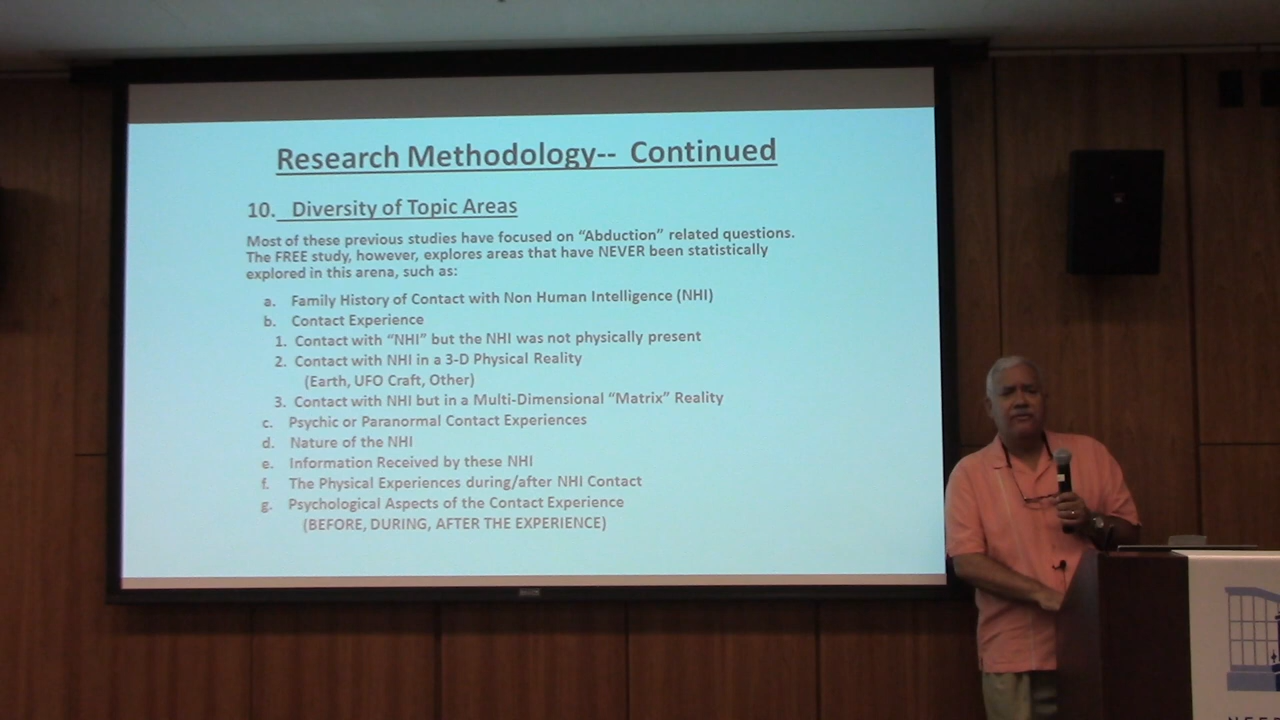 Research Methodology-- Continued
10. Diversity of Topic Areas
Most of these previous studies have focused on “Abduction” related questions.
The FREE study, however, explores areas that have NEVER been statistically
explored in this arena, such as:
a. Family History of Contact with Non Human Intelligence (NHI)
b. Contact Experience
1. Contact with “NHI” but the NHI was not physically present
2. Contact with NHI in a 3-D Physical Reality
(Earth, UFO Craft, Other)
3. Contact with NHI but in a Multi-Dimensional “Matrix” Reality
c. Psychic or Paranormal Contact Experiences
d. Nature of the NHI
e. Information Received by these NHI
f. The Physical Experiences during/after NHI Contact
g. Psychological Aspects of the Contact Experience
(BEFORE, DURING, AFTER THE EXPERIENCE)